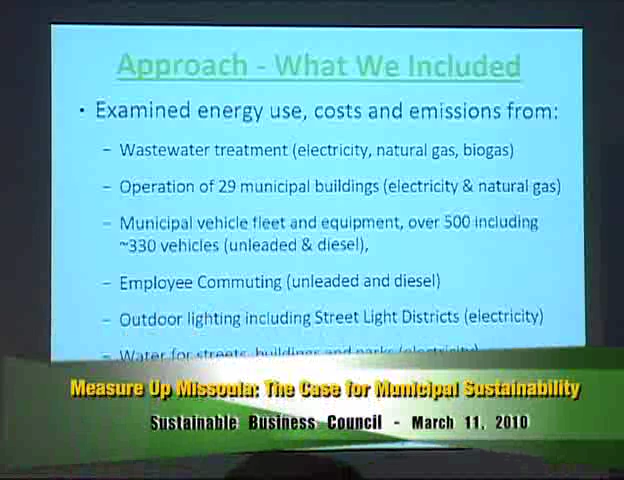 Approach - What We Included
• Examined energy use, costs and emissions from:
– Wastewater treatment (electricity, natural gas, biogas)
– Operation of 29 municipal buildings (electricity & natural gas)
– Municipal vehicle fleet and equipment, over 500 including
~330 vehicles (unleaded & diesel),
– Employee Commuting (unleaded and diesel)
– Outdoor lighting including Street Light Districts (electricity)
– Water for streets, buildings and parks (electricity)
Measure Up Missoula: The Case for Municipal Sustainability
Sustainable Business Council - March 11, 2010